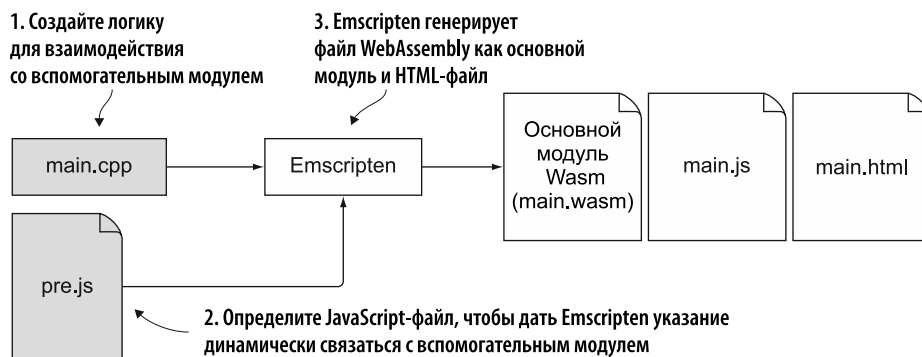 1. Создайте логику
для взаимодействия
со вспомогательным модулем
3. Emscripten генерирует
файл WebAssembly как основной
модуль и HTML-файл
main.cpp
Emscripten
Основной
модуль
Wasm
(main.wasm)
main.js
main.html
pre.js
2. Определите JavaScript-файл, чтобы дать Emscripten указание
динамически связаться с вспомогательным модулем